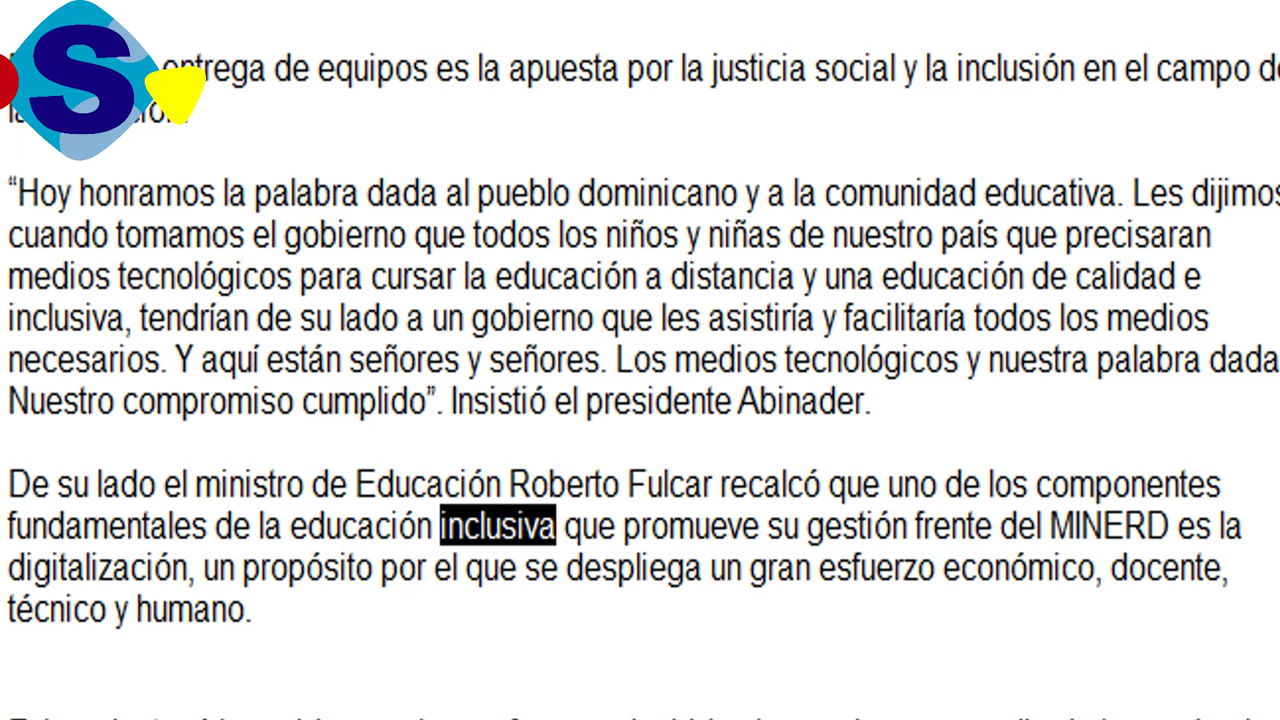 S
entrega de equipos es la apuesta por la justicia social y la inclusión en el campo de
“Hoy honramos la palabra dada al pueblo dominicano y a la comunidad educativa. Les dijimos
cuando tomamos el gobierno que todos los niños y niñas de nuestro país que precisaran
medios tecnológicos para cursar la educación a distancia y una educación de calidad e
inclusiva, tendrían de su lado a un gobierno que les asistiría y facilitaría todos los medios
necesarios. Y aquí están señores y señores. Los medios tecnológicos y nuestra palabra dada
Nuestro compromiso cumplido”. Insistió el presidente Abinader.
De su lado el ministro de Educación Roberto Fulcar recalcó que uno de los componentes
fundamentales de la educación inclusiva que promueve su gestión frente del MINERD es la
digitalización, un propósito por el que se despliega un gran esfuerzo económico, docente,
técnico y humano.